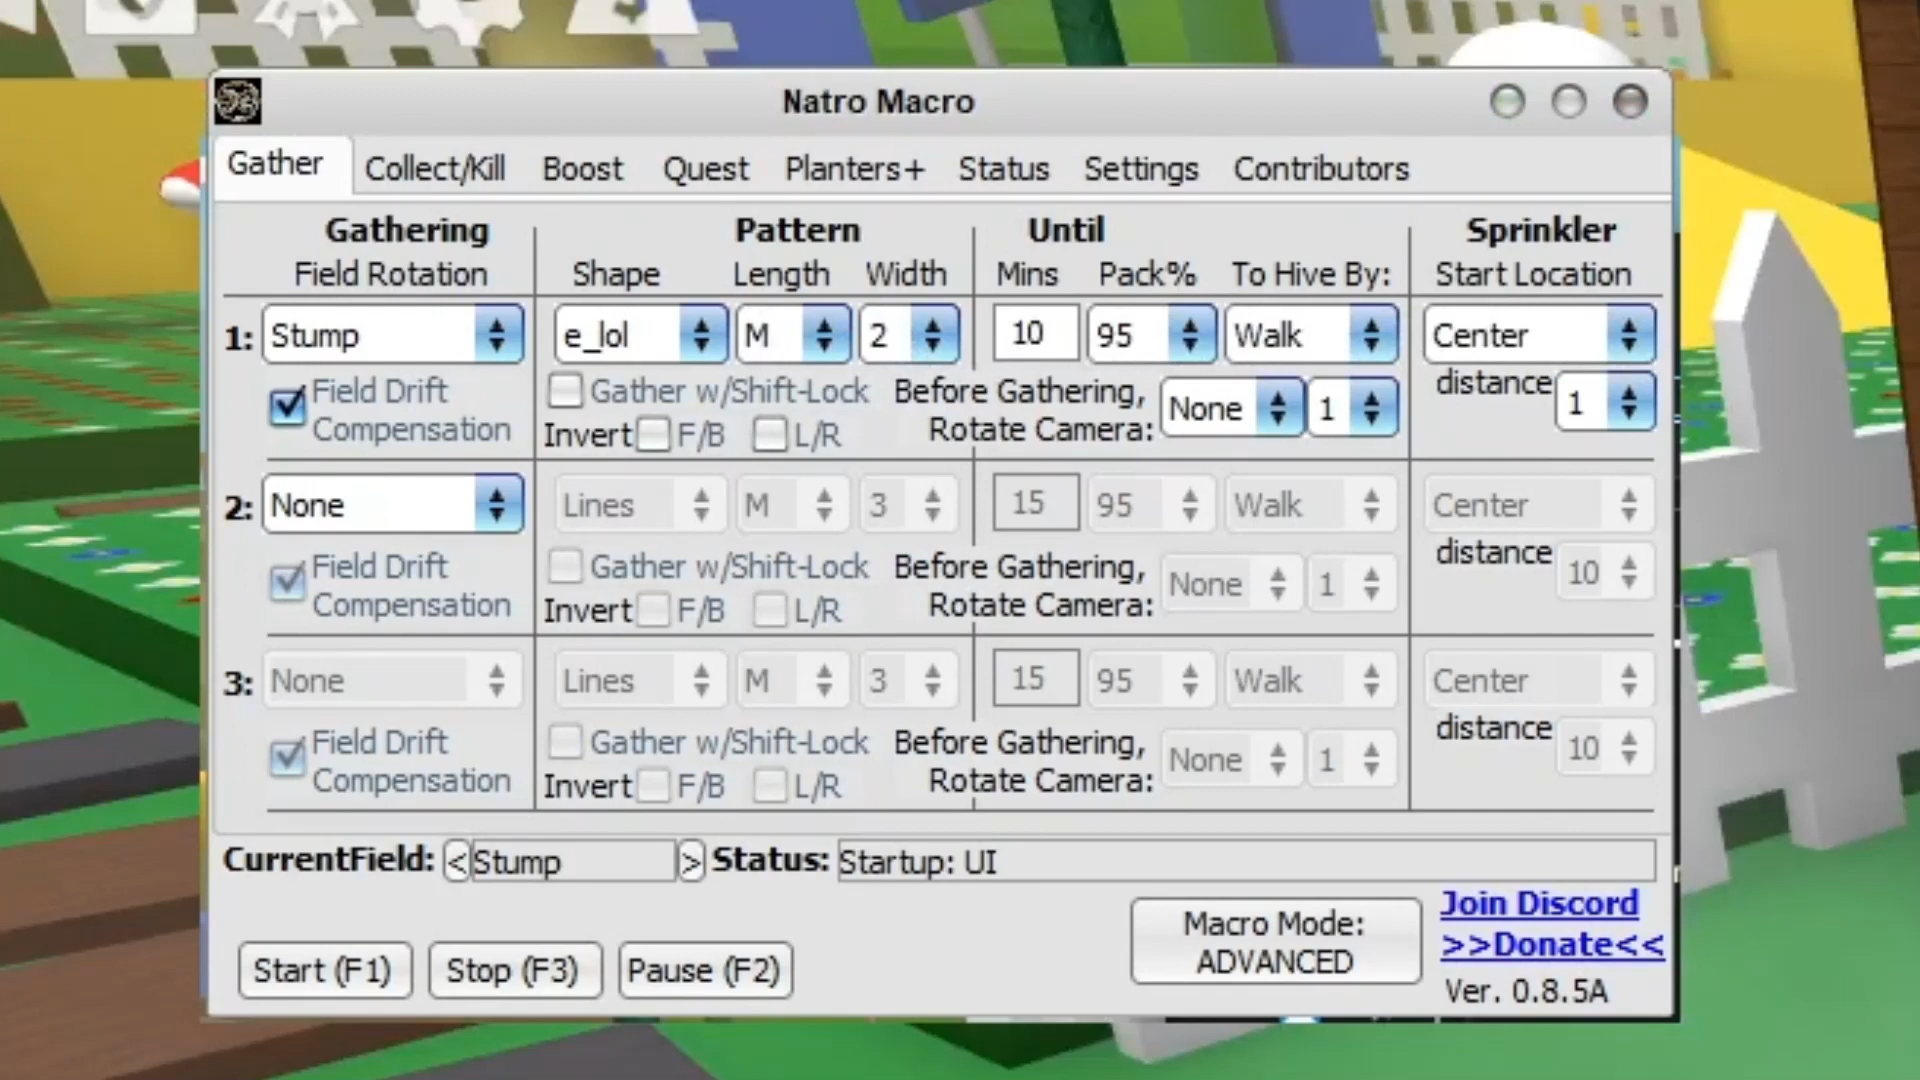 Natro Macro
Gather Collect/Kill Boost Quest Planters+ Status Settings Contributors
Gathering Pattern Until Sprinkler
Field Rotation Shape Length Width Mins Pack% To Hive By: Start Location
1: Stump e_lol M 2 10 95 Walk Center
Field Drift Gather w/Shift-Lock Before Gathering, None 1 distance 1
Compensation Invert F/B L/R Rotate Camera:
2: None Lines M 3 15 95 Walk Center
Field Drift Gather w/Shift-Lock Before Gathering, None 1 distance 10
Compensation Invert F/B L/R Rotate Camera:
3: None Lines M 3 15 95 Walk Center
Field Drift Gather w/Shift-Lock Before Gathering, None 1 distance 10
Compensation Invert F/B L/R Rotate Camera:
CurrentField: < Stump > Status: Startup: UI
Start (F1) Stop (F3) Pause (F2)
Macro Mode:
ADVANCED
Join Discord
>>Donate<<
Ver. 0.8.5A